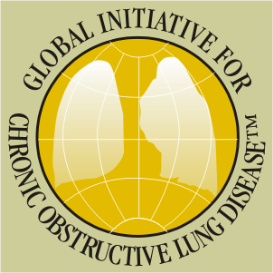 GLOBAL INITIATIVE FOR
CHRONIC OBSTRUCTIVE LUNG DISEASE™